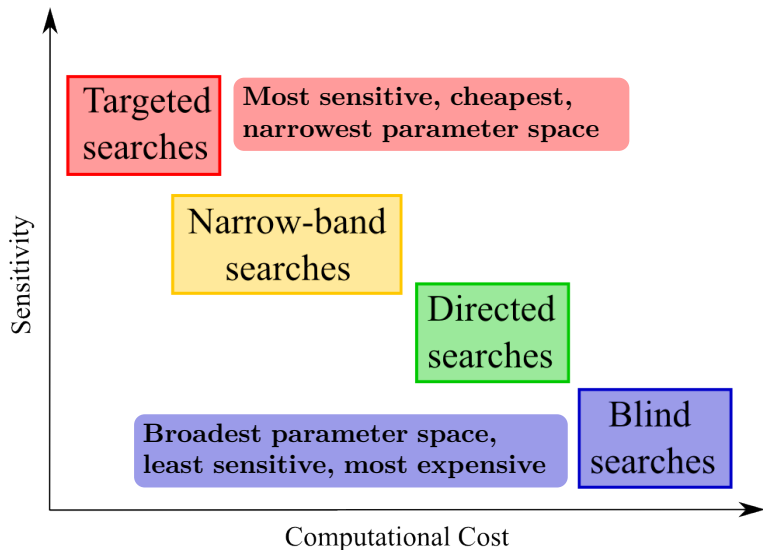 Targeted
searches
Most sensitive, cheapest,
narrowest parameter space
Narrow-band
searches
Directed
searches
Blind
searches
Broadest parameter space,
least sensitive, most expensive
Sensitivity
Computational Cost